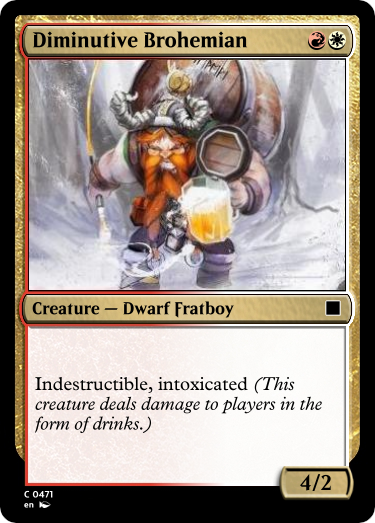 Diminutive Brohemian
Creature — Dwarf Fratboy
Indestructible, intoxicated (This
creature deals damage to players in the
form of drinks.)
4/2
C 0471
en